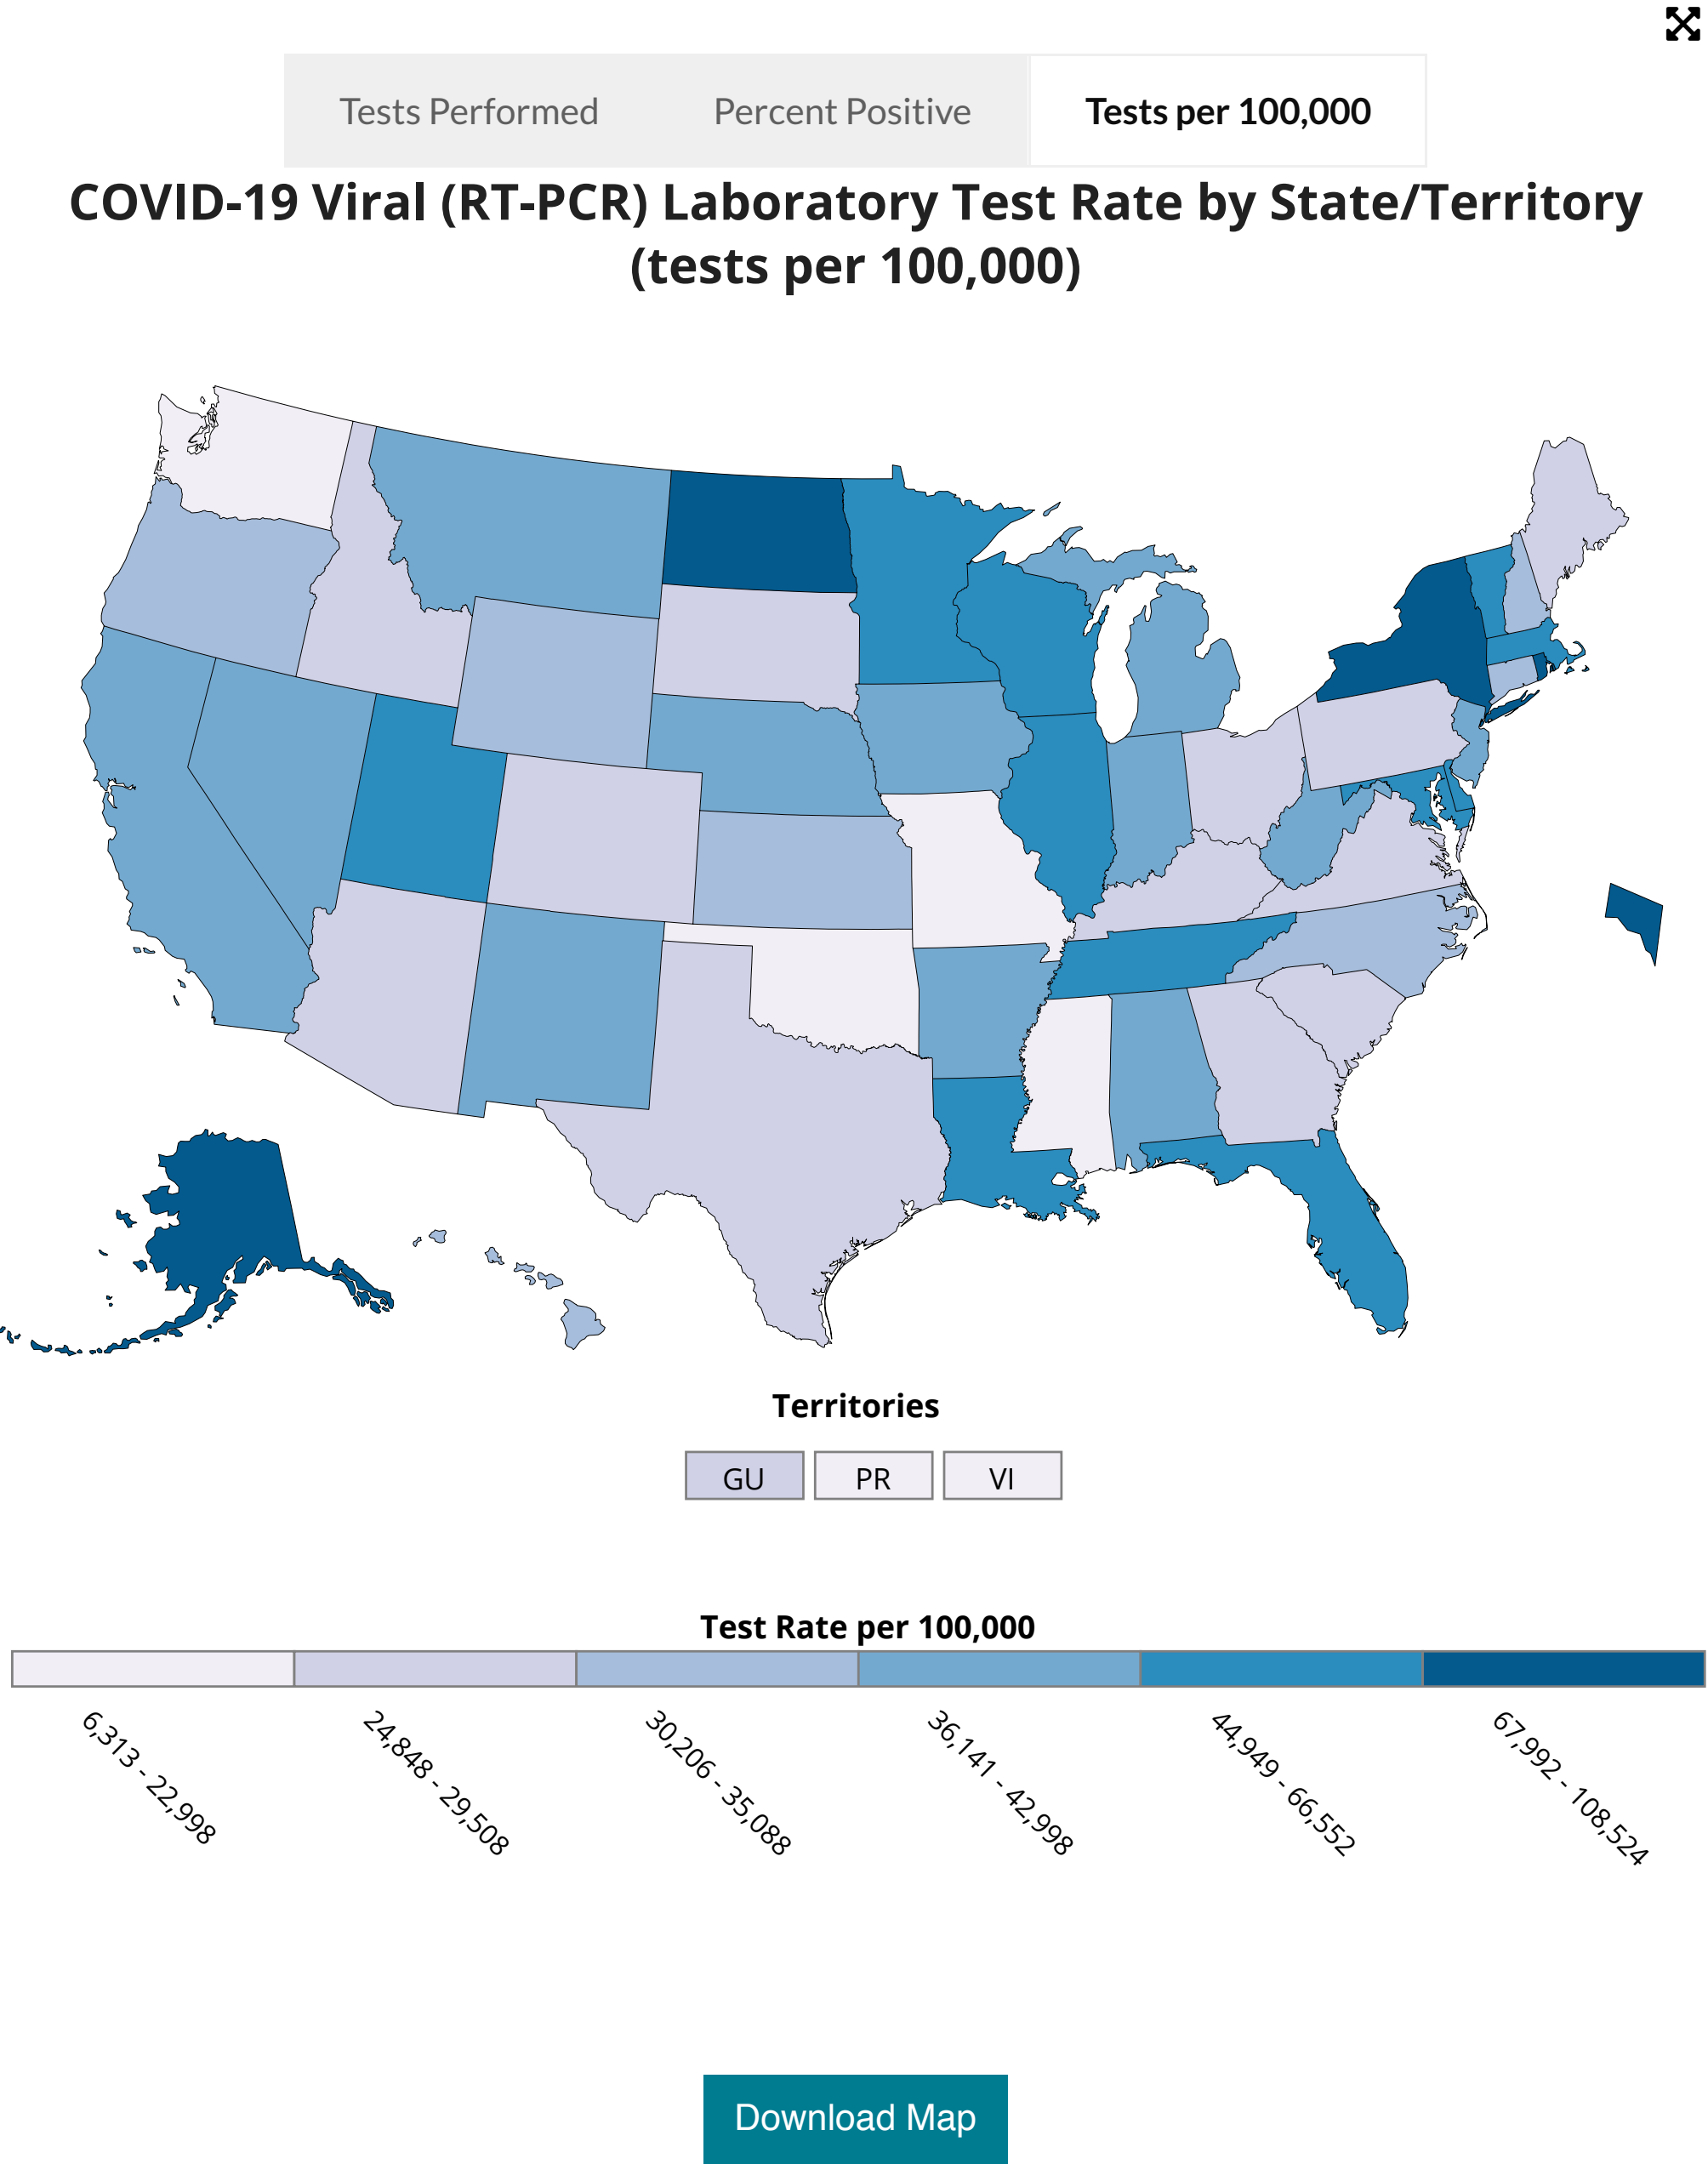 Tests Performed
Percent Positive
Tests per 100,000
COVID-19 Viral (RT-PCR) Laboratory Test Rate by State/Territory
(tests per 100,000)
Territories
GU
PR
VI
Test Rate per 100,000
6,313 - 22,998
24,848 - 29,508
30,206 - 35,088
36,141 - 42,998
44,949 - 66,552
67,992 - 108,524
Download Map